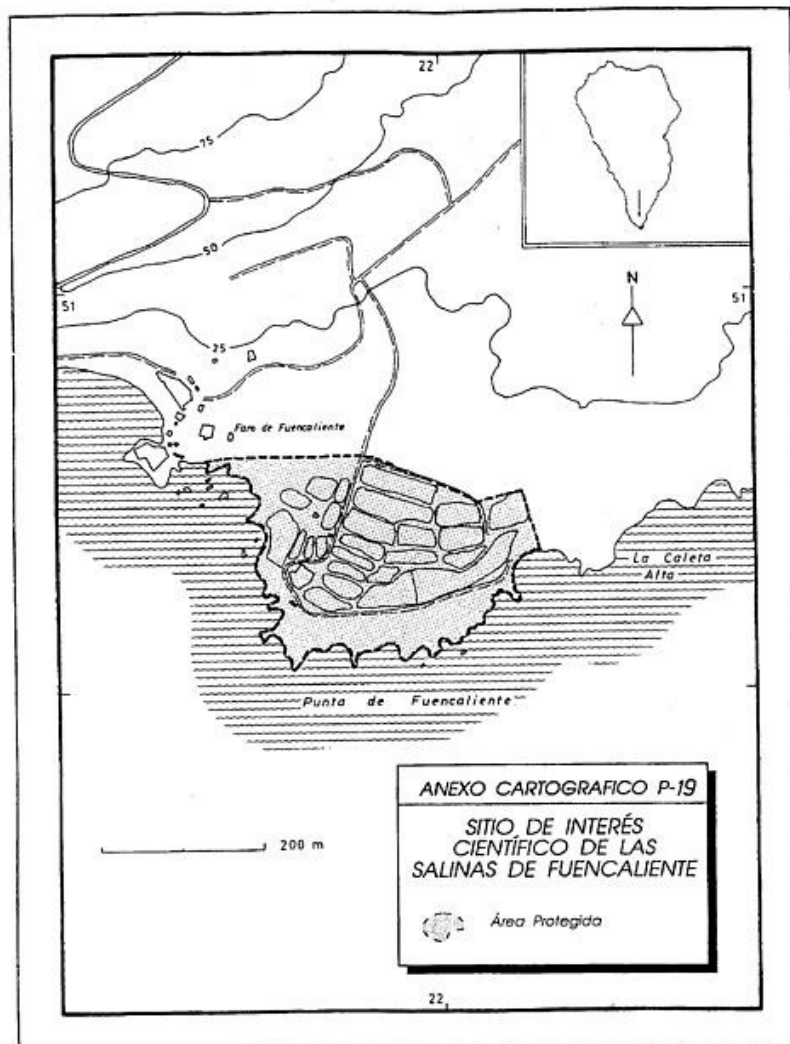 22
75
50
N
51
51
25
Faro de Fuencaliente
La Caleta
Alta
Punta de Fuencaliente
ANEXO CARTOGRAFICO P-19
SITIO DE INTERÉS
CIENTÍFICO DE LAS
SALINAS DE FUENCALIENTE
200 m
Área Protegida
22